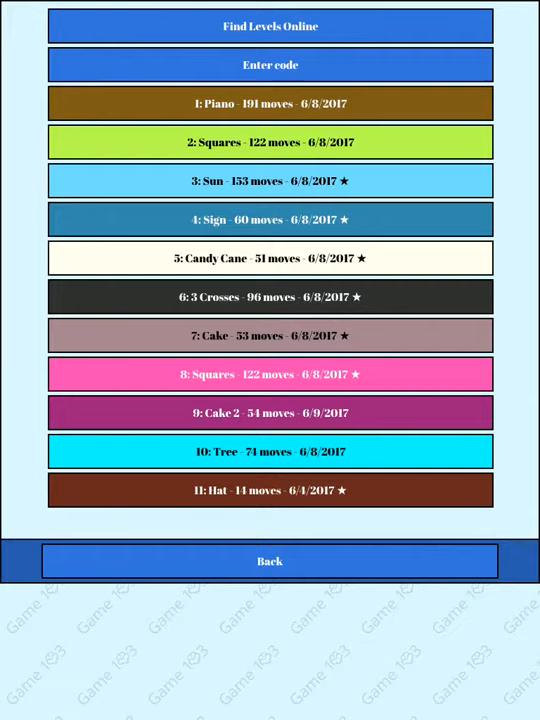 Find Levels Online
Enter code
1: Piano - 191 moves - 6/8/2017
2: Squares - 122 moves - 6/8/2017
3: Sun - 153 moves - 6/8/2017 ★
4: Sign - 60 moves - 6/8/2017 ★
5: Candy Cane - 51 moves - 6/8/2017 ★
6: 3 Crosses - 96 moves - 6/8/2017 ★
7: Cake - 53 moves - 6/8/2017 ★
8: Squares - 122 moves - 6/8/2017 ★
9: Cake 2 - 54 moves - 6/9/2017
10: Tree - 74 moves - 6/8/2017
11: Hat - 14 moves - 6/4/2017 ★
Back